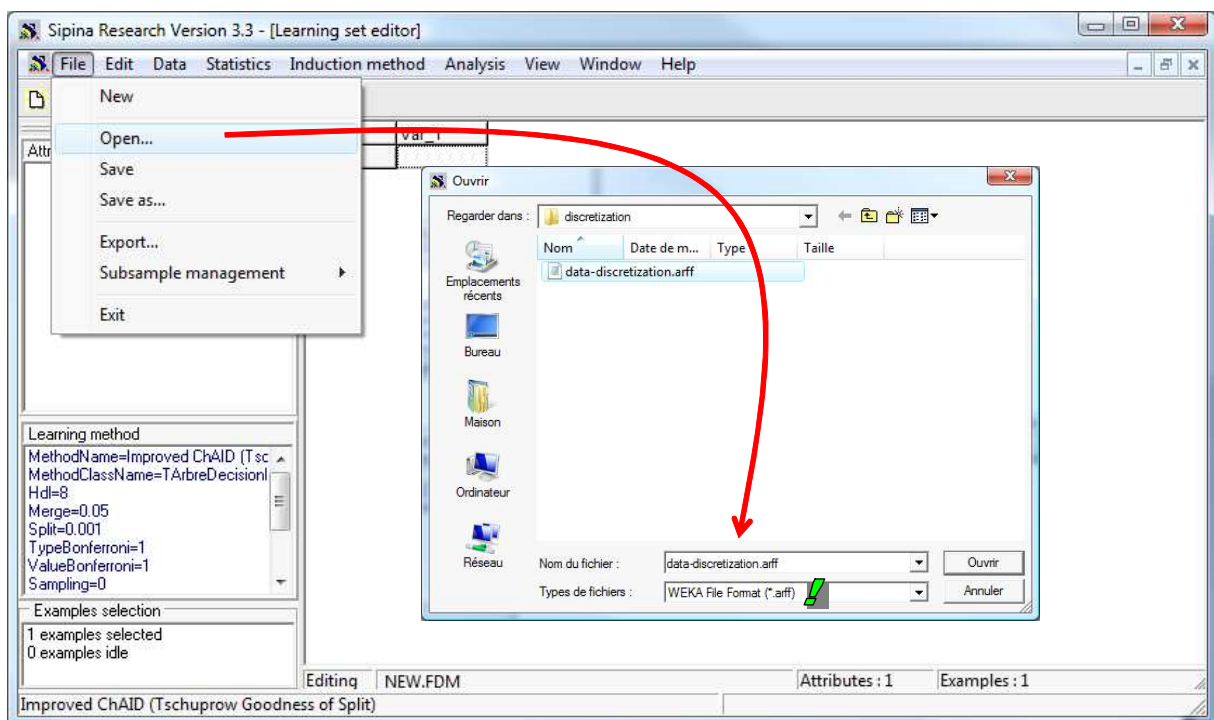 Sipina Research Version 3.3 - [Learning set editor]
File Edit Data Statistics Induction method Analysis View Window Help
New
Open...
Save
Save as...
Export...
Subsample management
Exit
Attr
Var_1
Ouvrir
Regarder dans : discretization
Nom Date de m... Type Taille
data-discretization.arff
Emplacements
récents
Bureau
Maison
Ordinateur
Réseau
Nom du fichier : data-discretization.arff Ouvrir
Types de fichiers : WEKA File Format (*.arff) Annuler
Learning method
MethodName=Improved ChAID (Tsc
MethodClassName=TArbreDecisionI
Hdl=8
Merge=0.05
Split=0.001
TypeBonferroni=1
ValueBonferroni=1
Sampling=0
Examples selection
1 examples selected
0 examples idle
Editing NEW.FDM Attributes : 1 Examples : 1
Improved ChAID (Tschuprow Goodness of Split)